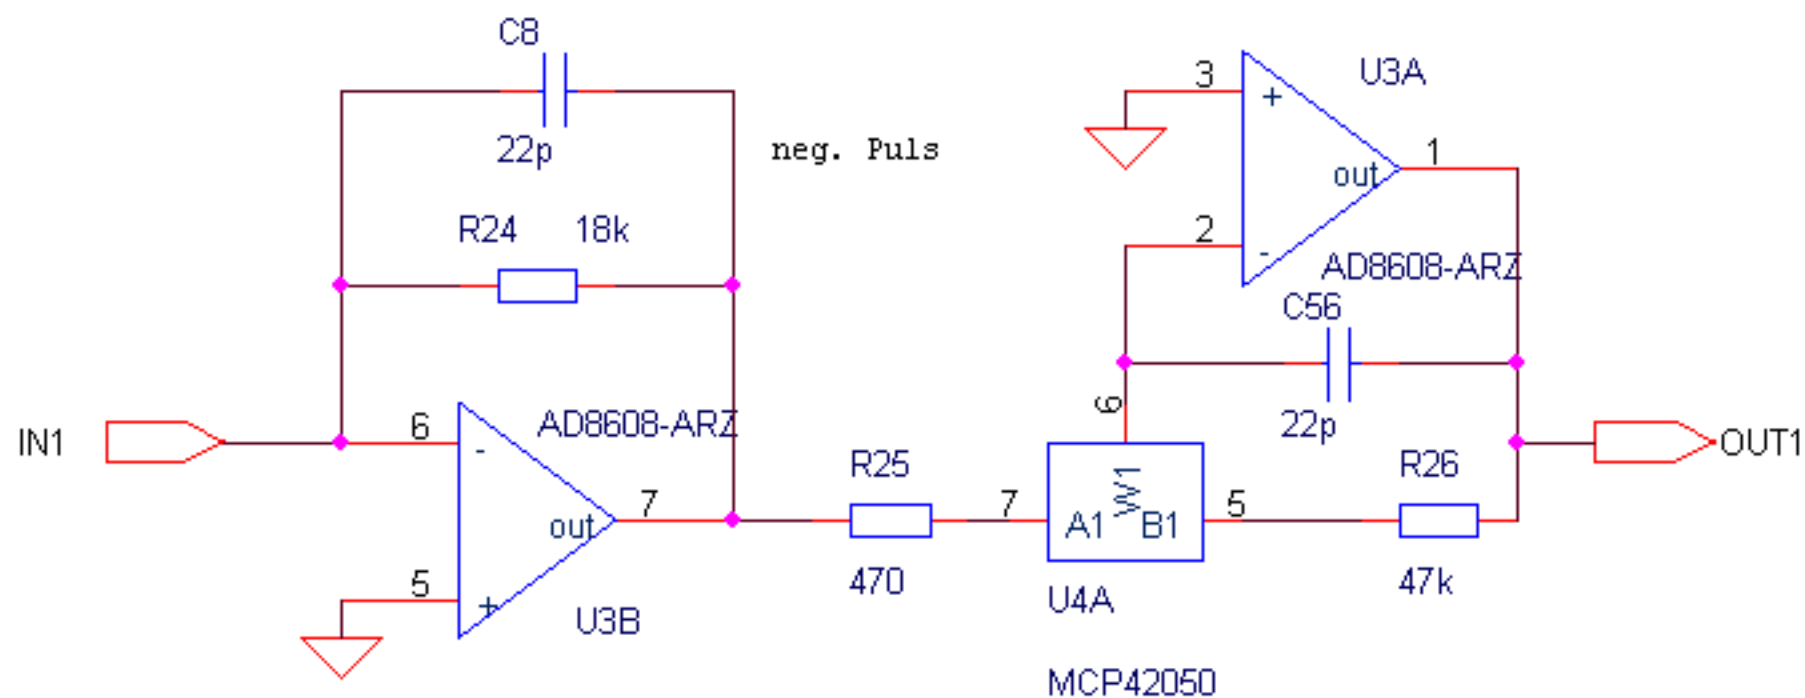 C8
22p
neg. Puls
R24 18k
IN1
6
-
AD8608-ARZ
out
7
5
+
U3B
R25
470
7
A1 W1 B1
6
5
U4A
MCP42050
3
+
U3A
out
1
2
-
AD8608-ARZ
C56
22p
R26
47k
OUT1